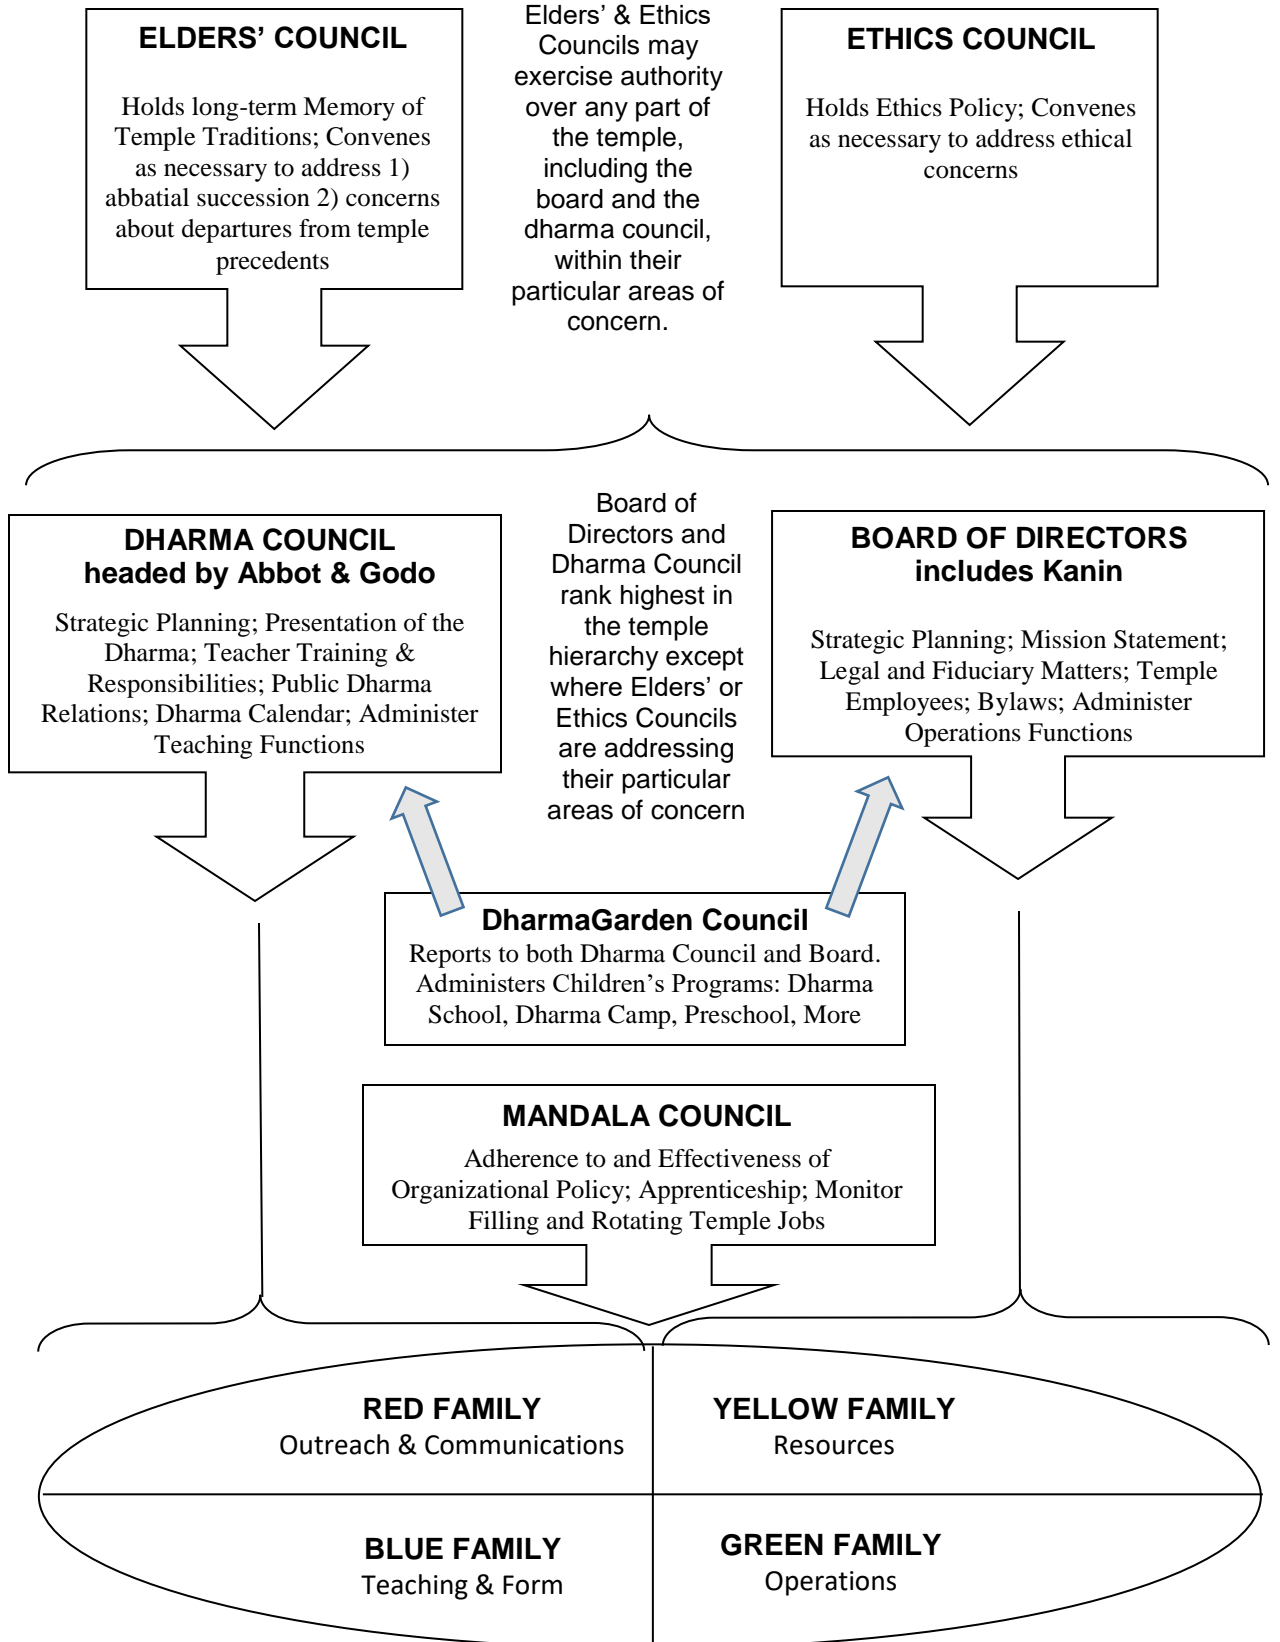 ELDERS’ COUNCIL
Holds long-term Memory of
Temple Traditions; Convenes
as necessary to address 1)
abbatial succession 2) concerns
about departures from temple
precedents
Elders’ & Ethics
Councils may
exercise authority
over any part of
the temple,
including the
board and the
dharma council,
within their
particular areas of
concern.
ETHICS COUNCIL
Holds Ethics Policy; Convenes
as necessary to address ethical
concerns
DHARMA COUNCIL
headed by Abbot & Godo
Strategic Planning; Presentation of the
Dharma; Teacher Training &
Responsibilities; Public Dharma
Relations; Dharma Calendar; Administer
Teaching Functions
Board of
Directors and
Dharma Council
rank highest in
the temple
hierarchy except
where Elders’ or
Ethics Councils
are addressing
their particular
areas of concern
BOARD OF DIRECTORS
includes Kanin
Strategic Planning; Mission Statement;
Legal and Fiduciary Matters; Temple
Employees; Bylaws; Administer
Operations Functions
DharmaGarden Council
Reports to both Dharma Council and Board.
Administers Children’s Programs: Dharma
School, Dharma Camp, Preschool, More
MANDALA COUNCIL
Adherence to and Effectiveness of
Organizational Policy; Apprenticeship; Monitor
Filling and Rotating Temple Jobs
RED FAMILY
Outreach & Communications
YELLOW FAMILY
Resources
BLUE FAMILY
Teaching & Form
GREEN FAMILY
Operations